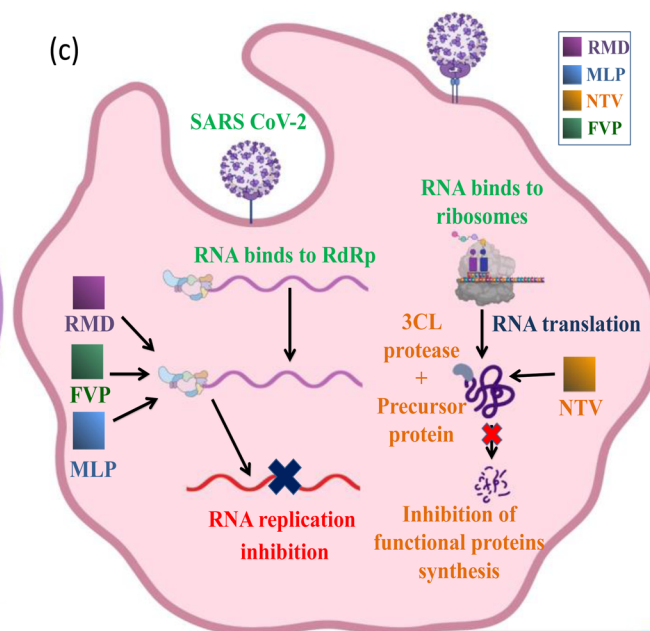 (c)
RMD
MLP
NTV
FVP
SARS CoV-2
RNA binds to
ribosomes
RNA binds to RdRp
RMD
FVP
MLP
3CL
protease
+
Precursor
protein
RNA translation
NTV
RNA replication
inhibition
Inhibition of
functional proteins
synthesis